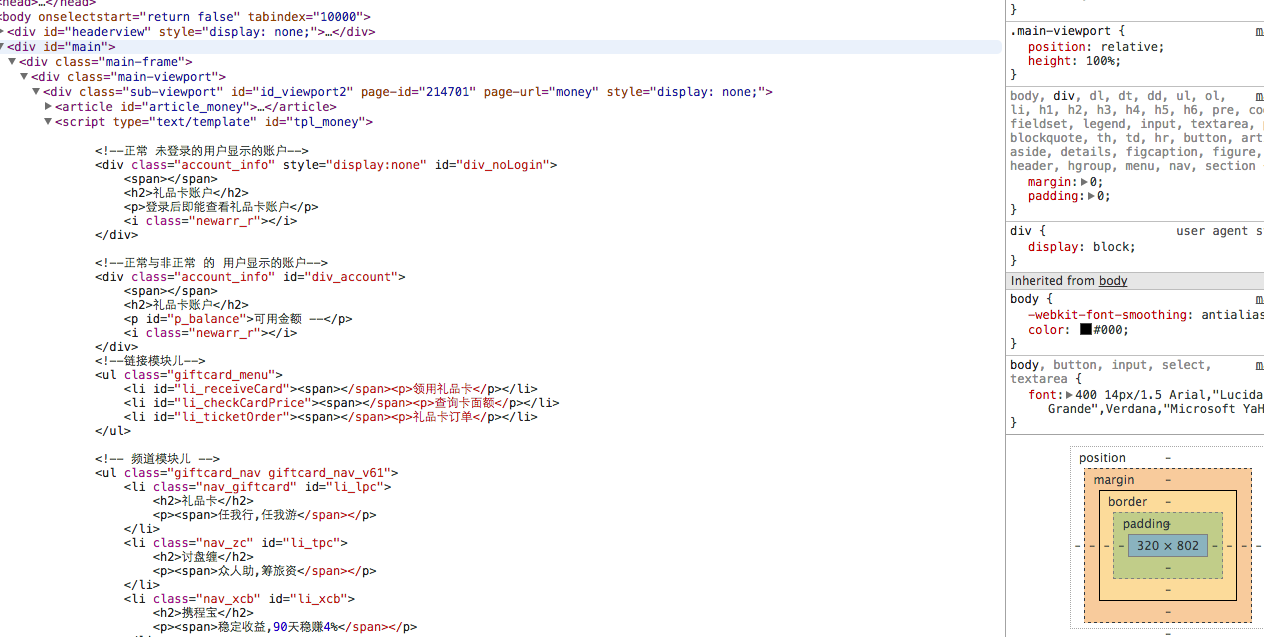 <head>…</head>
<body onselectstart="return false" tabindex="10000">
<div id="headerview" style="display: none;">…</div>
<div id="main">
<div class="main-frame">
<div class="main-viewport">
<div class="sub-viewport" id="id_viewport2" page-id="214701" page-url="money" style="display: none;">
<article id="article_money">…</article>
<script type="text/template" id="tpl_money">
<!--正常 未登录的用户显示的账户-->
<div class="account_info" style="display:none" id="div_noLogin">
<span></span>
<h2>礼品卡账户</h2>
<p>登录后即能查看礼品卡账户</p>
<i class="newarr_r"></i>
</div>
<!--正常与非正常 的 用户显示的账户-->
<div class="account_info" id="div_account">
<span></span>
<h2>礼品卡账户</h2>
<p id="p_balance">可用金额 --</p>
<i class="newarr_r"></i>
</div>
<!--链接模块儿-->
<ul class="giftcard_menu">
<li id="li_receiveCard"><span></span><p>领用礼品卡</p></li>
<li id="li_checkCardPrice"><span></span><p>查询卡面额</p></li>
<li id="li_ticketOrder"><span></span><p>礼品卡订单</p></li>
</ul>
<!-- 频道模块儿 -->
<ul class="giftcard_nav giftcard_nav_v61">
<li class="nav_giftcard" id="li_lpc">
<h2>礼品卡</h2>
<p><span>任我行,任我游</span></p>
</li>
<li class="nav_zc" id="li_tpc">
<h2>讨盘缠</h2>
<p><span>众人助,筹旅资</span></p>
</li>
<li class="nav_xcb" id="li_xcb">
<h2>携程宝</h2>
<p><span>稳定收益,90天稳赚4%</span></p>
}
.main-viewport { m
position: relative;
height: 100%;
}
body, div, dl, dt, dd, ul, ol, m
li, h1, h2, h3, h4, h5, h6, pre, co
fieldset, legend, input, textarea, p
blockquote, th, td, hr, button, art
aside, details, figcaption, figure,
header, hgroup, menu, nav, section
margin: 0;
padding: 0;
}
div { user agent s
display: block;
}
Inherited from body
body { m
-webkit-font-smoothing: antialias
color: #000;
}
body, button, input, select, m
textarea {
font: 400 14px/1.5 Arial,"Lucida
Grande",Verdana,"Microsoft YaH
}
position -
margin -
border -
padding -
- - - - 320 × 802 - - - -
-
-
-
-